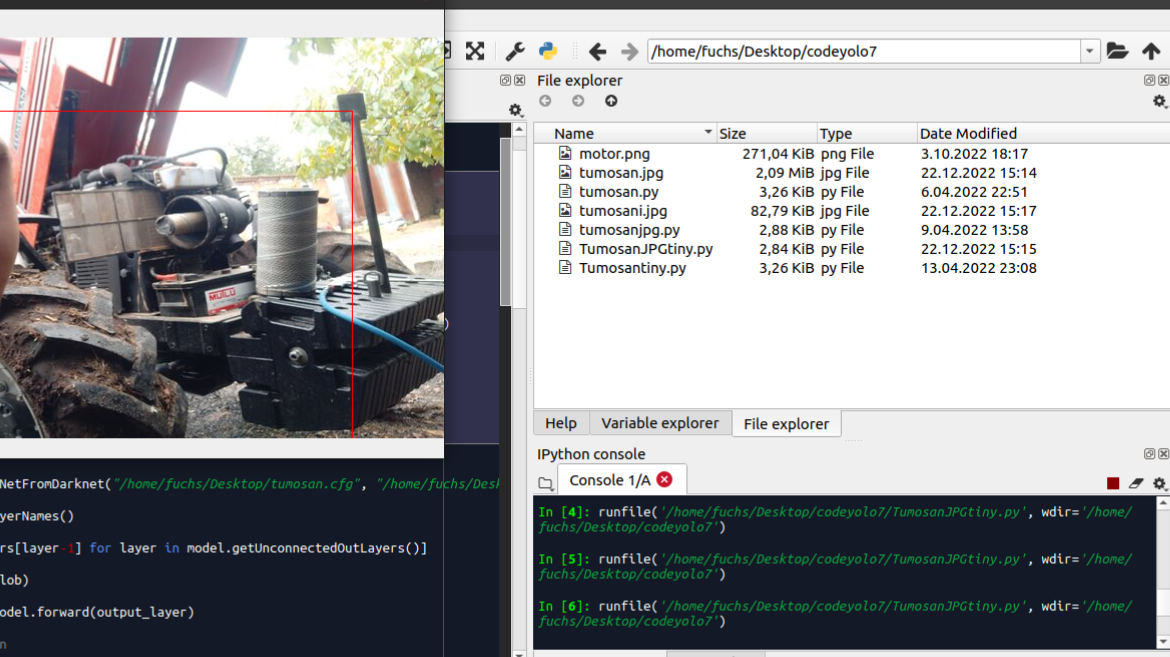 /home/fuchs/Desktop/codeyolo7
File explorer
Name Size Type Date Modified
motor.png 271,04 KiB png File 3.10.2022 18:17
tumosan.jpg 2,09 MiB jpg File 22.12.2022 15:14
tumosan.py 3,26 KiB py File 6.04.2022 22:51
tumosani.jpg 82,79 KiB jpg File 22.12.2022 15:17
tumosanjpg.py 2,88 KiB py File 9.04.2022 13:58
TumosanJPGtiny.py 2,84 KiB py File 22.12.2022 15:15
Tumosantiny.py 3,26 KiB py File 13.04.2022 23:08
MUTLU
Help Variable explorer File explorer
IPython console
Console 1/A
NetFromDarknet("/home/fuchs/Desktop/tumosan.cfg", "/home/fuchs/Des
yerNames()
rs[layer-1] for layer in model.getUnconnectedOutLayers()]
lob)
odel.forward(output_layer)
n
In [4]: runfile('/home/fuchs/Desktop/codeyolo7/TumosanJPGtiny.py', wdir='/home/
fuchs/Desktop/codeyolo7')
In [5]: runfile('/home/fuchs/Desktop/codeyolo7/TumosanJPGtiny.py', wdir='/home/
fuchs/Desktop/codeyolo7')
In [6]: runfile('/home/fuchs/Desktop/codeyolo7/TumosanJPGtiny.py', wdir='/home/
fuchs/Desktop/codeyolo7')